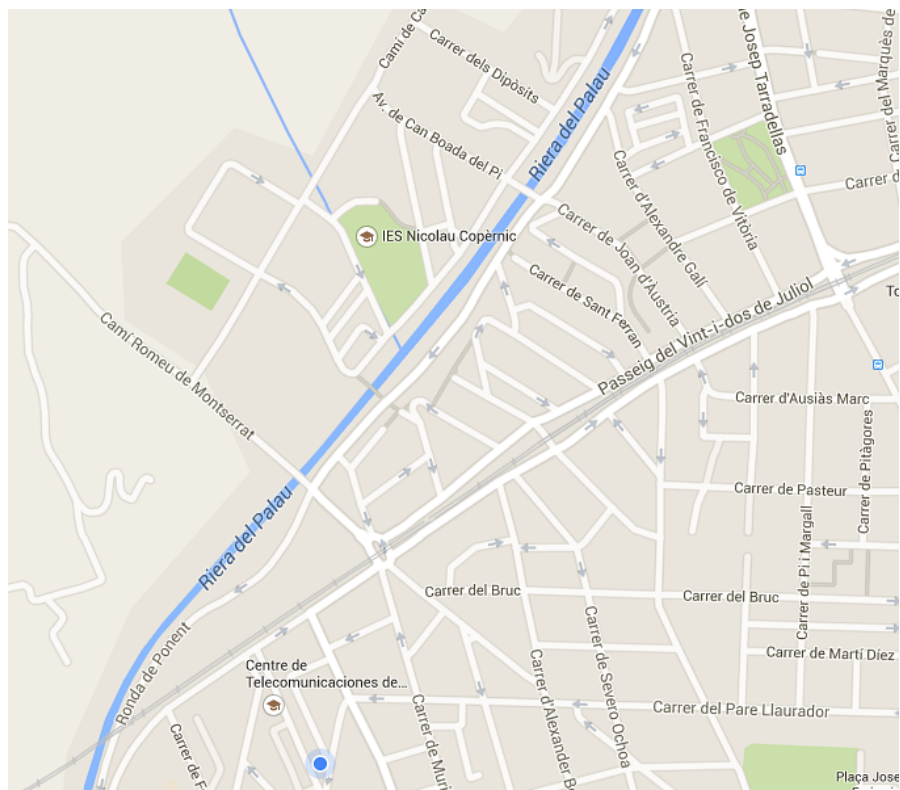 Camí de Ca
Carrer dels Dipòsits
Riera del Palau
Av. de Can Boada del Pi
Carrer de Francisco de Vitòria
de Josep Tarradellas
Carrer del Marquès de
Carrer d'Alexandre Galí
Carrer d
IES Nicolau Copèrnic
Carrer de Joan d'Àustria
Carrer de Sant Ferran
Passeig del Vint-i-dos de Juliol
To
Camí Romeu de Montserrat
Carrer d'Ausiàs Marc
Carrer de Pitàgores
Carrer de Pasteur
Riera del Palau
Carrer de Pi i Margall
Carrer del Bruc
Carrer del Bruc
Carrer de Severo Ochoa
Carrer de Martí Díez
Ronda de Ponent
Centre de
Telecomunicaciones de...
Carrer d'Alexander Be
Carrer de Muri
Carrer del Pare Llaurador
Carrer de F
Plaça Jose